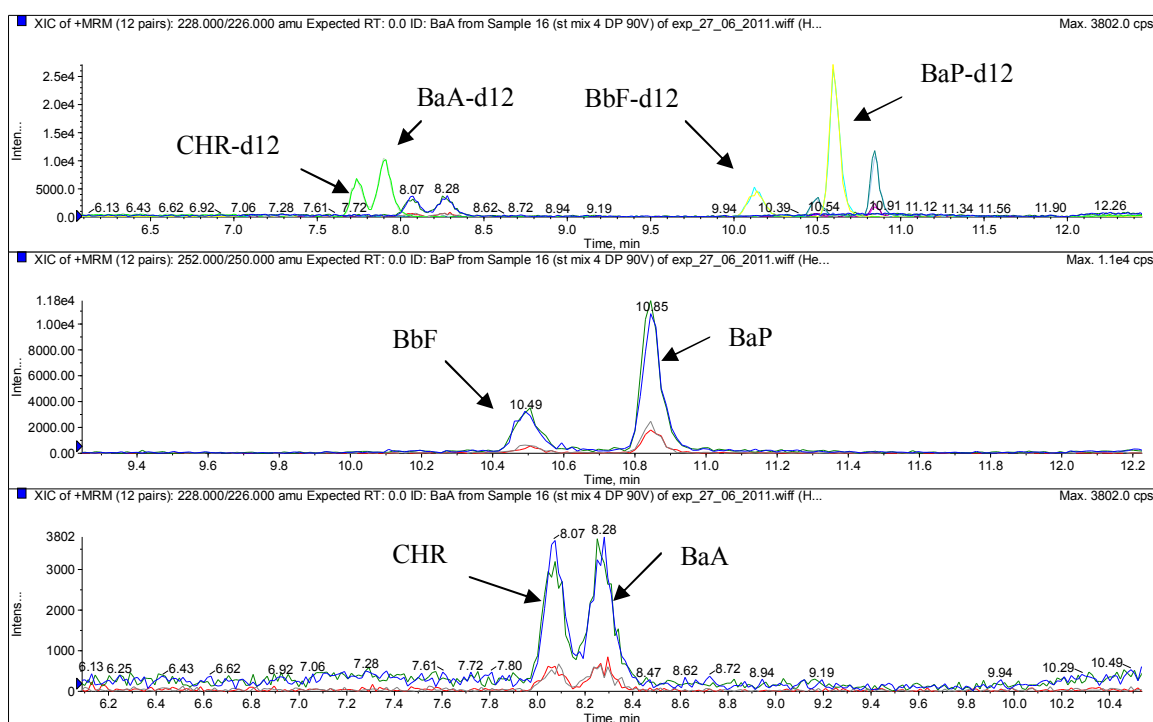 XIC of +MRM (12 pairs): 228.000/226.000 amu Expected RT: 0.0 ID: BaA from Sample 16 (st mix 4 DP 90V) of exp_27_06_2011.wiff (H... Max. 3802.0 cps
2.5e4
2.0e4
1.5e4
1.0e4
5000.0
0.0
Inten...
CHR-d12
BaA-d12
BbF-d12
BaP-d12
8.07 8.28
6.13 6.43 6.62 6.92 7.06 7.28 7.61 7.72 8.62 8.72 8.94 9.19 9.94 10.39 10.54 10.91 11.12 11.34 11.56 11.90 12.26
6.5 7.0 7.5 8.0 8.5 9.0 9.5 10.0 10.5 11.0 11.5 12.0
Time, min
XIC of +MRM (12 pairs): 252.000/250.000 amu Expected RT: 0.0 ID: BaP from Sample 16 (st mix 4 DP 90V) of exp_27_06_2011.wiff (He... Max. 1.1e4 cps
1.18e4
1.00e4
8000.00
6000.00
4000.00
2000.00
0.00
Inten...
BbF
BaP
10.85
10.49
9.4 9.6 9.8 10.0 10.2 10.4 10.6 10.8 11.0 11.2 11.4 11.6 11.8 12.0 12.2
Time, min
XIC of +MRM (12 pairs): 228.000/226.000 amu Expected RT: 0.0 ID: BaA from Sample 16 (st mix 4 DP 90V) of exp_27_06_2011.wiff (H... Max. 3802.0 cps
3802
3000
2000
1000
0
Intens...
CHR
BaA
8.07 8.28
6.13 6.25 6.43 6.62 6.92 7.06 7.28 7.61 7.72 7.80 8.47 8.62 8.72 8.94 9.19 9.94 10.29 10.49
6.2 6.4 6.6 6.8 7.0 7.2 7.4 7.6 7.8 8.0 8.2 8.4 8.6 8.8 9.0 9.2 9.4 9.6 9.8 10.0 10.2 10.4
Time, min